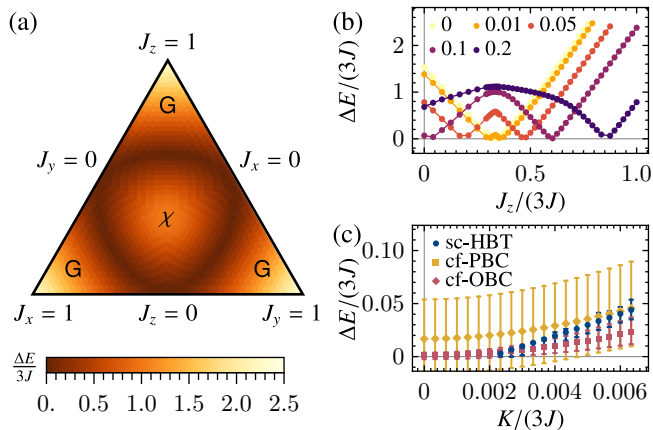 (a)
J_z = 1
G
J_y = 0
J_x = 0
χ
G
G
J_x = 1
J_z = 0
J_y = 1
ΔE/3J
0. 0.5 1.0 1.5 2.0 2.5
(b)
0 0.01 0.05
0.1 0.2
ΔE/(3J)
2
1
0
0.0 0.5 1.0
J_z/(3J)
(c)
sc-HBT
cf-PBC
cf-OBC
ΔE/(3J)
0.10
0.05
0
0 0.002 0.004 0.006
K/(3J)